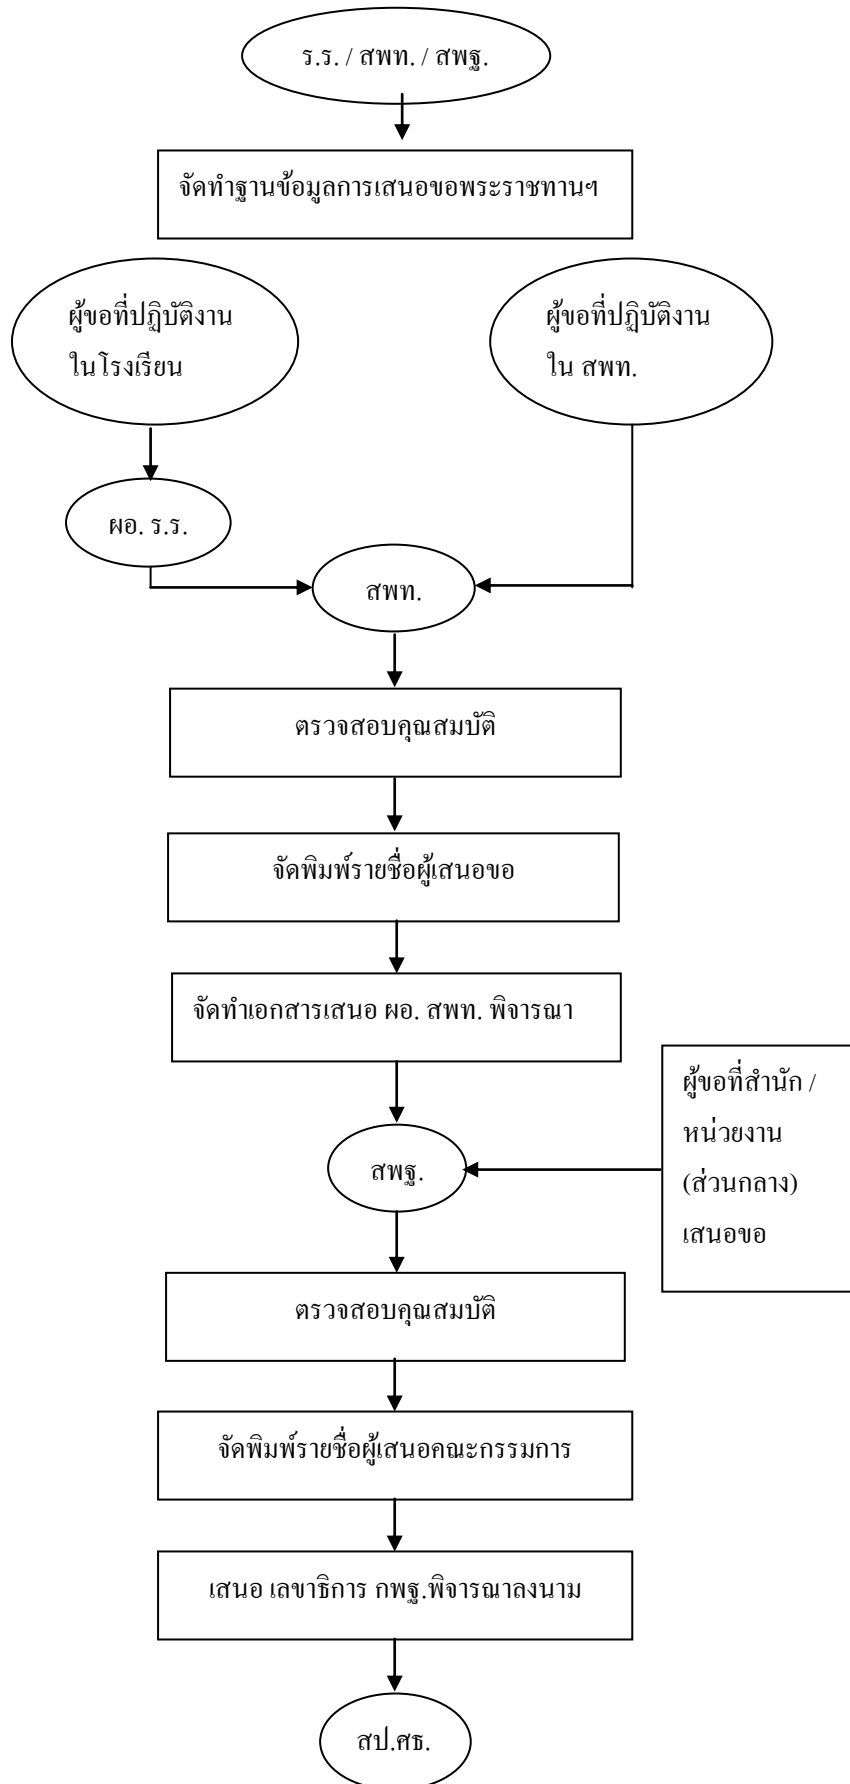 ร.ร. / สพท. / สพฐ.
จัดทำฐานข้อมูลการเสนอขอพระราชทานฯ
ผู้ขอที่ปฏิบัติงาน
ในโรงเรียน
ผู้ขอที่ปฏิบัติงาน
ใน สพท.
ผอ. ร.ร.
สพท.
ตรวจสอบคุณสมบัติ
จัดพิมพ์รายชื่อผู้เสนอขอ
จัดทำเอกสารเสนอ ผอ. สพท. พิจารณา
ผู้ขอที่สำนัก /
หน่วยงาน
(ส่วนกลาง)
เสนอขอ
สพฐ.
ตรวจสอบคุณสมบัติ
จัดพิมพ์รายชื่อผู้เสนอคณะกรรมการ
เสนอ เลขาธิการ กพฐ.พิจารณาลงนาม
สป.ศธ.